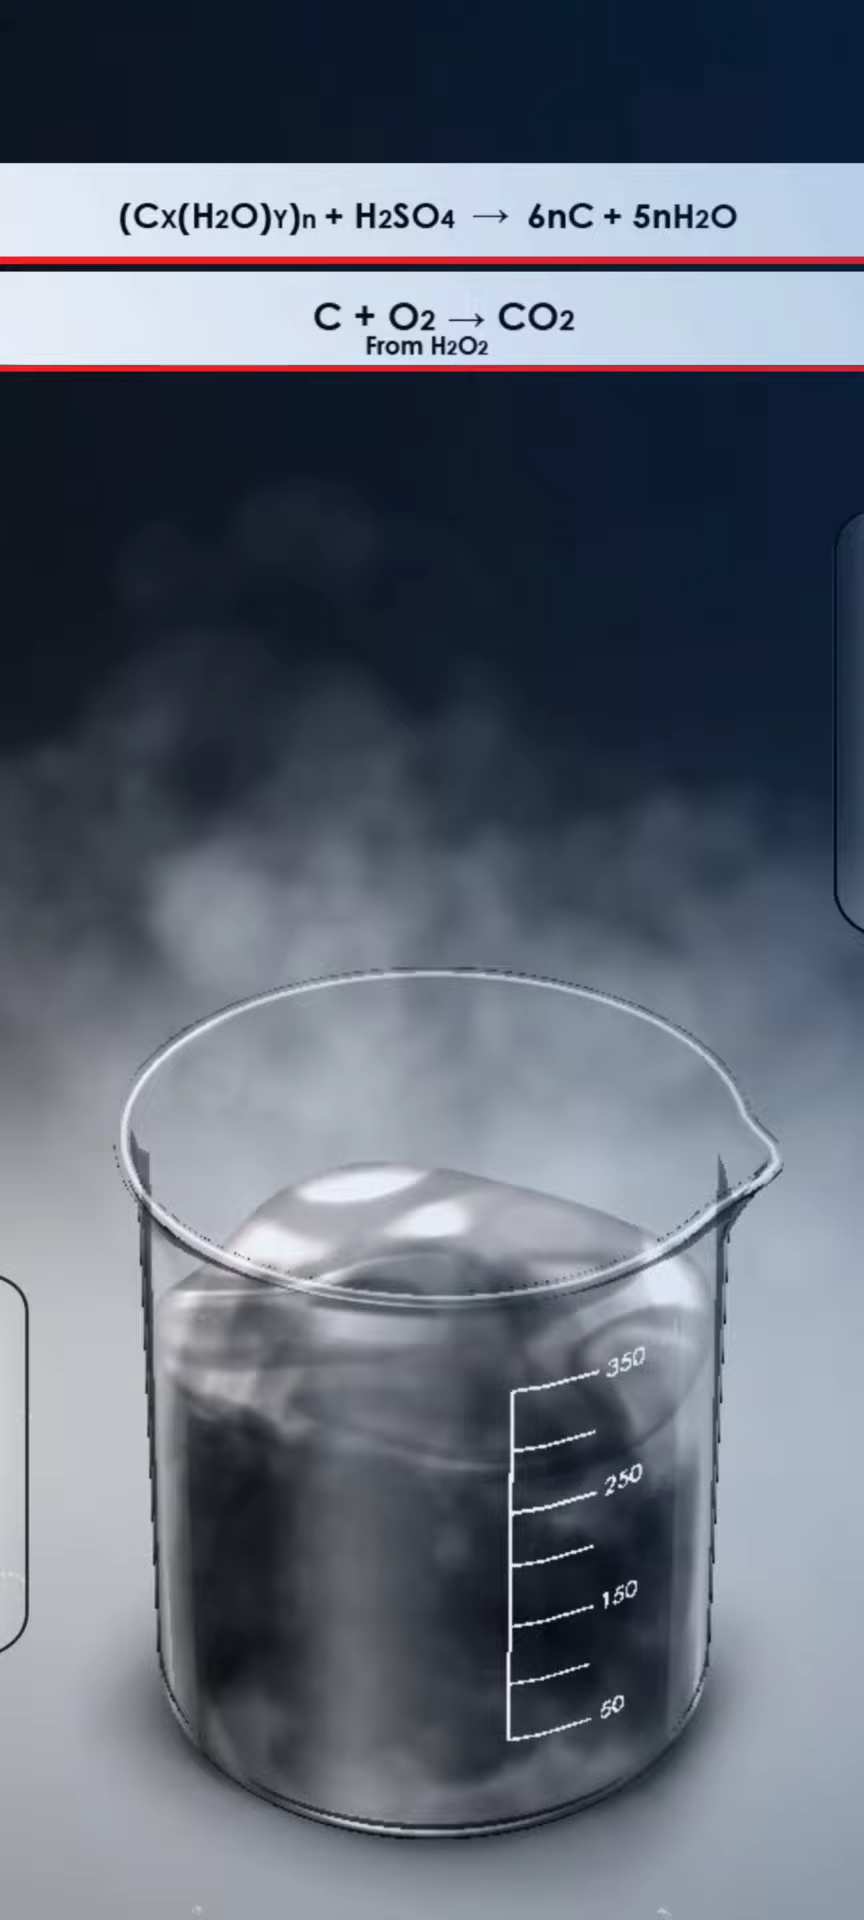 (Cx(H2O)Y)n + H2SO4 → 6nC + 5nH2O
C + O2 → CO2
From H2O2
350
250
150
50